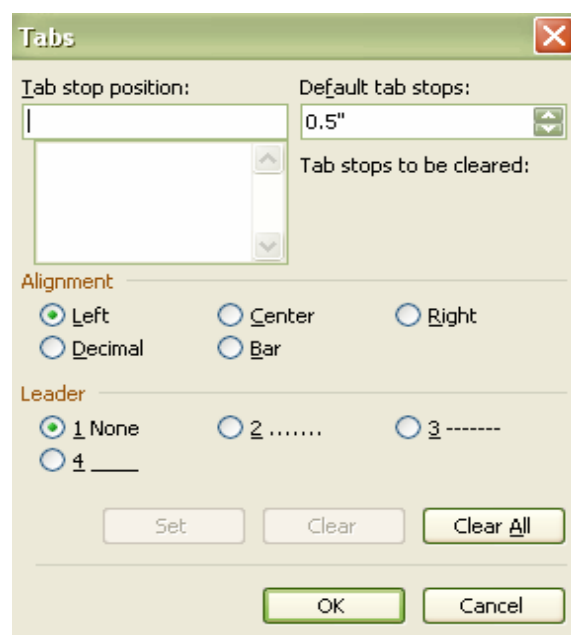 Tabs
Tab stop position: Default tab stops:
0.5"
Tab stops to be cleared:
Alignment
Left Center Right
Decimal Bar
Leader
1 None 2 ....... 3 -------
4 ____
Set Clear Clear All
OK Cancel